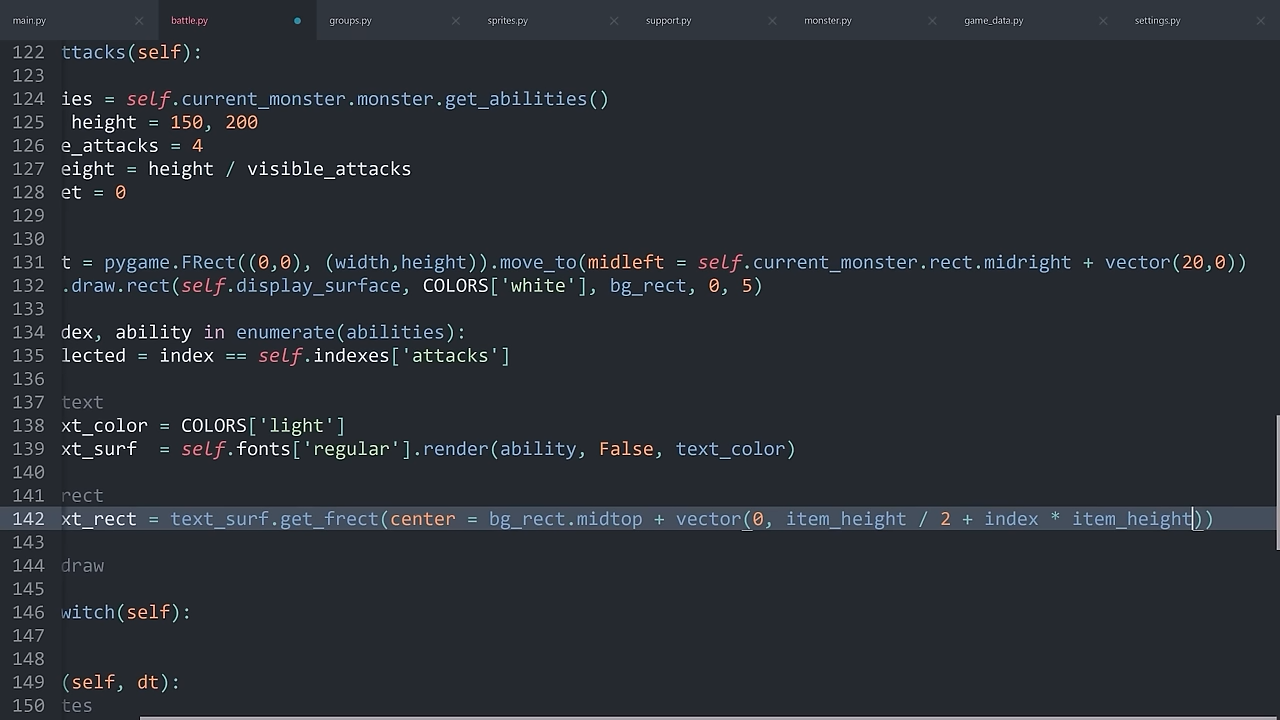 main.py battle.py groups.py sprites.py support.py monster.py game_data.py settings.py
122 ttacks(self):
123
124 ies = self.current_monster.monster.get_abilities()
125 height = 150, 200
126 e_attacks = 4
127 eight = height / visible_attacks
128 et = 0
129
130
131 t = pygame.FRect((0,0), (width,height)).move_to(midleft = self.current_monster.rect.midright + vector(20,0))
132 .draw.rect(self.display_surface, COLORS['white'], bg_rect, 0, 5)
133
134 dex, ability in enumerate(abilities):
135 lected = index == self.indexes['attacks']
136
137 text
138 xt_color = COLORS['light']
139 xt_surf  = self.fonts['regular'].render(ability, False, text_color)
140
141 rect
142 xt_rect = text_surf.get_frect(center = bg_rect.midtop + vector(0, item_height / 2 + index * item_height))
143
144 draw
145
146 witch(self):
147
148
149 (self, dt):
150 tes